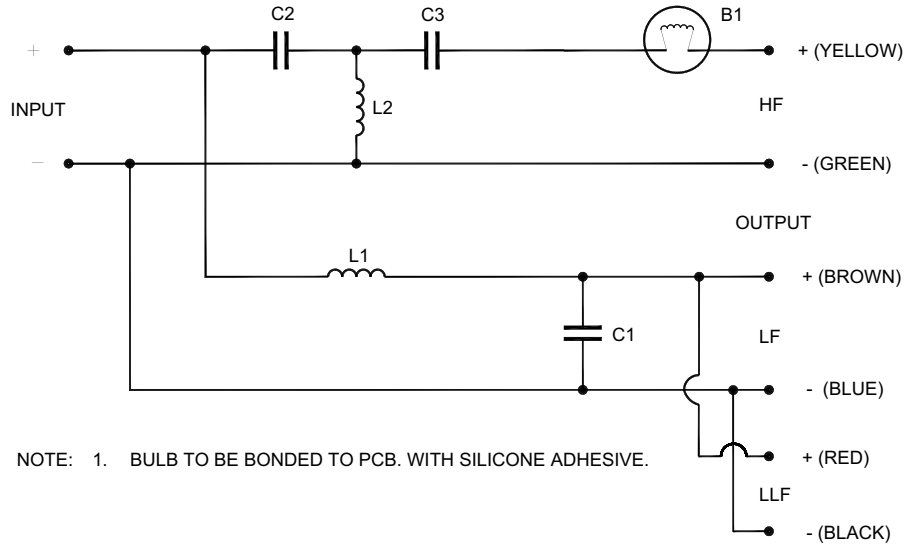 C2
C3
B1
+
+ (YELLOW)
INPUT
L2
HF
−
- (GREEN)
OUTPUT
L1
+ (BROWN)
C1
LF
- (BLUE)
NOTE: 1. BULB TO BE BONDED TO PCB. WITH SILICONE ADHESIVE.
+ (RED)
LLF
- (BLACK)